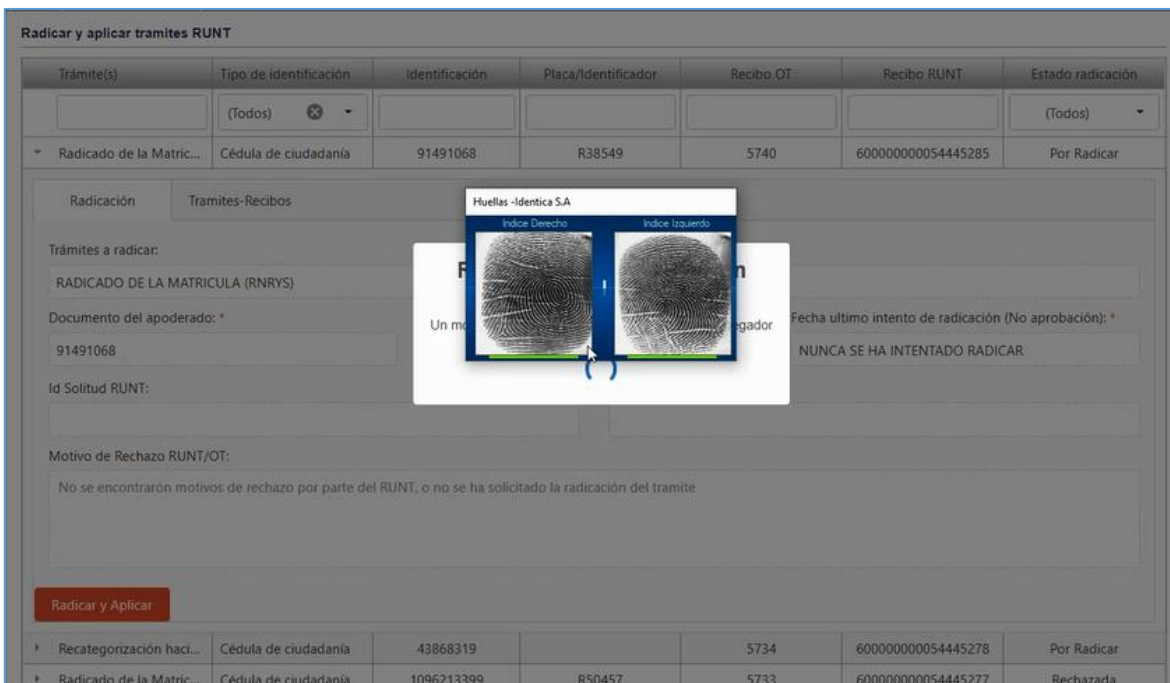 Radicar y aplicar tramites RUNT
Trámite(s) Tipo de identificación Identificación Placa/Identificador Recibo OT Recibo RUNT Estado radicación
(Todos) (Todos)
Radicado de la Matric... Cédula de ciudadanía 91491068 R38549 5740 600000000054445285 Por Radicar
Radicación Tramites-Recibos
Huellas -Identica S.A
Indice Derecho Indice Izquierdo
Trámites a radicar:
RADICADO DE LA MATRICULA (RNRYS)
Documento del apoderado: * Un Fecha ultimo intento de radicación (No aprobación): *
91491068 NUNCA SE HA INTENTADO RADICAR
Id Solitud RUNT:
Motivo de Rechazo RUNT/OT:
No se encontrarón motivos de rechazo por parte del RUNT, o no se ha solicitado la radicación del tramite
Radicar y Aplicar
Recategorización haci... Cédula de ciudadanía 43868319 5734 600000000054445278 Por Radicar
Radicado de la Matric... Cédula de ciudadanía 1096213399 R50457 5733 600000000054445277 Rechazada